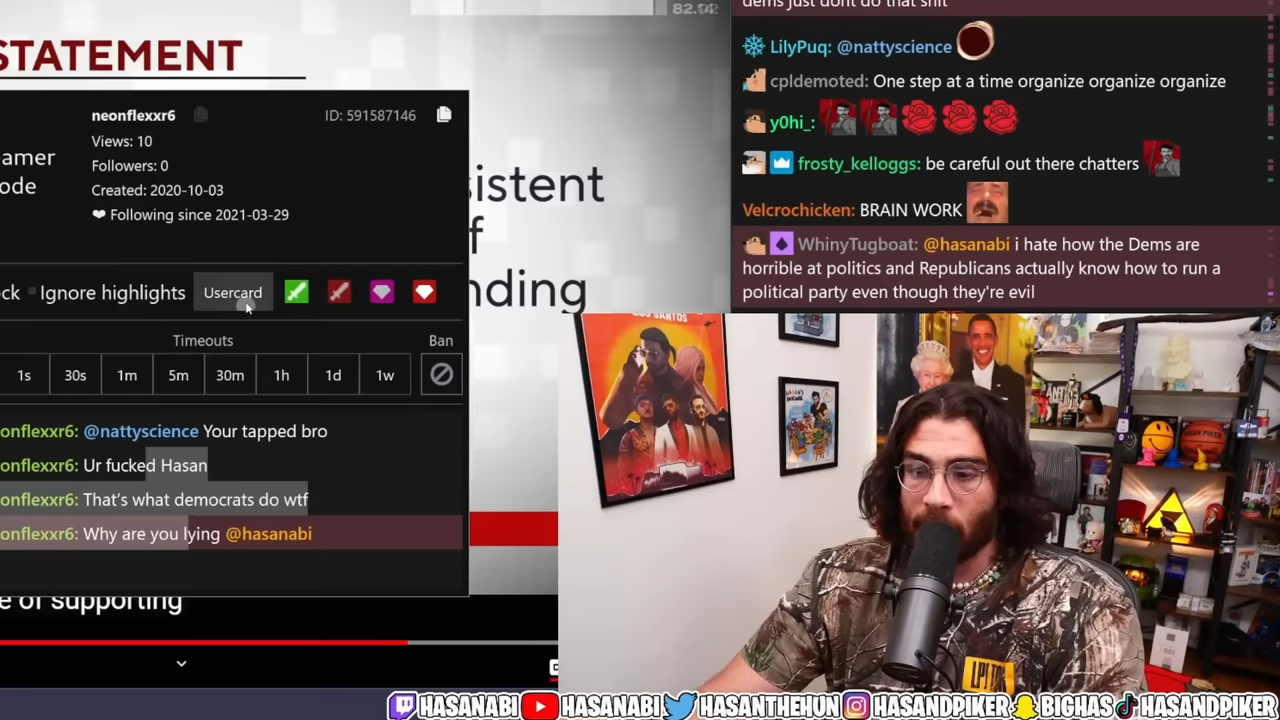 STATEMENT
82.02
dems just dont do that shit
LilyPuq: @nattyscience
cpldemoted: One step at a time organize organize organize
y0hi_:
frosty_kelloggs: be careful out there chatters
Velcrochicken: BRAIN WORK
WhinyTugboat: @hasanabi i hate how the Dems are
horrible at politics and Republicans actually know how to run a
political party even though they're evil
neonflexxr6
ID: 591587146
Views: 10
Followers: 0
Created: 2020-10-03
❤ Following since 2021-03-29
eamer
ode
sistent
f
nding
ock
Ignore highlights
Usercard
Timeouts
Ban
1s 30s 1m 5m 30m 1h 1d 1w
onflexxr6: @nattyscience Your tapped bro
onflexxr6: Ur fucked Hasan
onflexxr6: That's what democrats do wtf
onflexxr6: Why are you lying @hasanabi
e of supporting
LOS SANTOS
HASAN PIKER
HASANABI HASANABI HASANTHEHUN HASANDPIKER BIGHAS HASANDPIKER